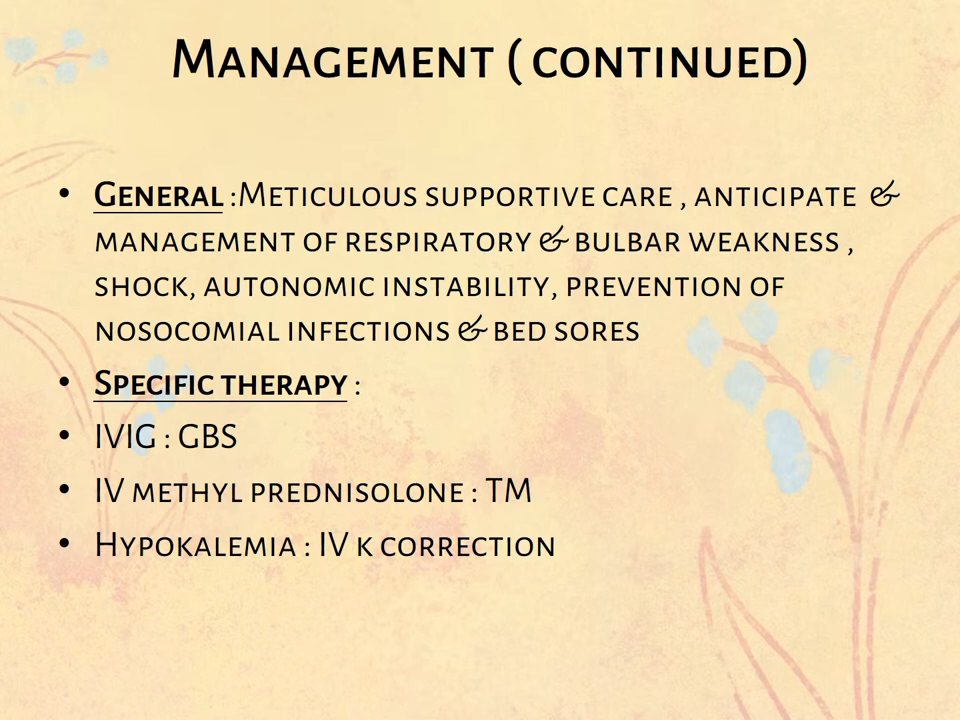 Management ( continued)
• General :Meticulous supportive care , anticipate &
management of respiratory & bulbar weakness ,
shock, autonomic instability, prevention of
nosocomial infections & bed sores
• Specific therapy :
• IVIG : GBS
• IV methyl prednisolone : TM
• Hypokalemia : IV k correction